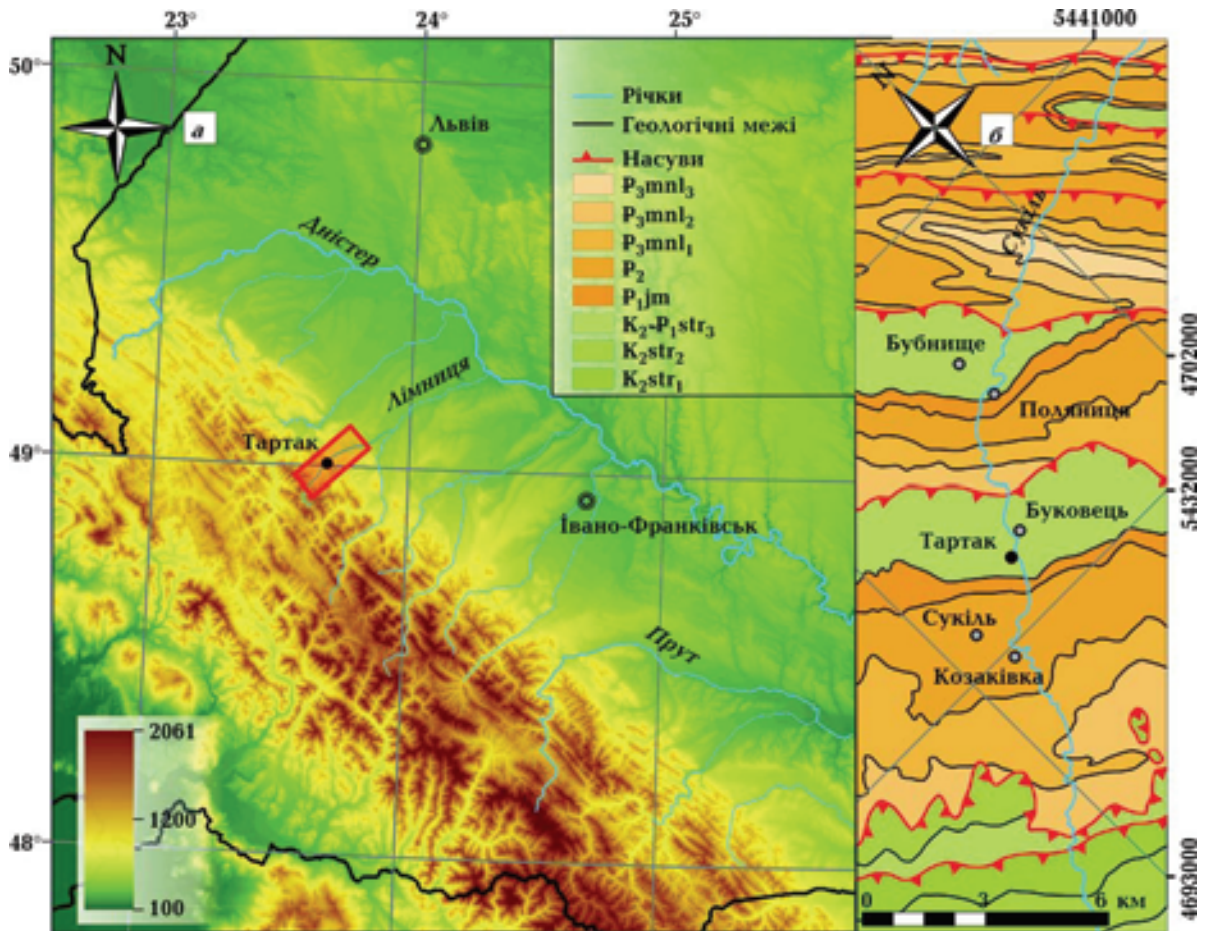 23°
24°
25°
5441000
50°
N
а
Львів
Дністер
Лімниця
49°
Тартак
Івано-Франківськ
Прут
2061
1200
100
48°
Річки
Геологічні межі
Насуви
P₃mnl₃
P₃mnl₂
P₃mnl₁
P₂
P₁jm
K₂-P₁str₃
K₂str₂
K₂str₁
N
б
Сукіль
Бубнище
4702000
Поляниця
Буковець
5432000
Тартак
Сукіль
Козаківка
4693000
0 3 6 км